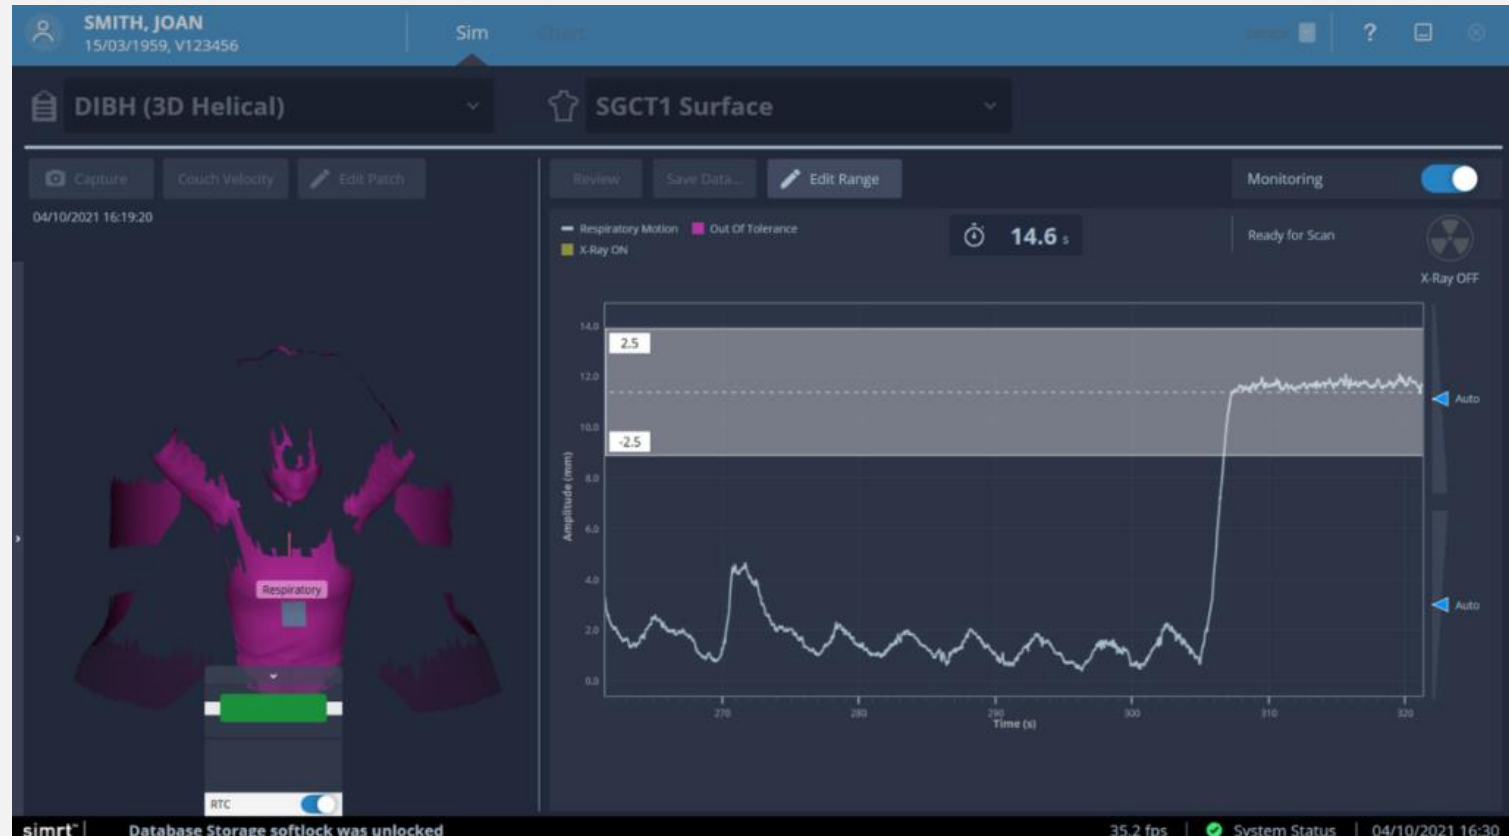 SMITH, JOAN
15/03/1959, V123456
Sim
?
DIBH (3D Helical)
SGCT1 Surface
Capture
Couch Velocity
Edit Patch
Review
Save Data...
Edit Range
Monitoring
04/10/2021 16:19:20
Respiratory Motion
Out Of Tolerance
X-Ray ON
14.6 s
Ready for Scan
X-Ray OFF
14.0
2.5
12.0
Auto
10.0
-2.5
Amplitude (mm)
8.0
6.0
4.0
Respiratory
Auto
2.0
0.0
270
280
290
300
310
320
Time (s)
RTC
simrt™
Database Storage softlock was unlocked
35.2 fps
System Status
04/10/2021 16:30